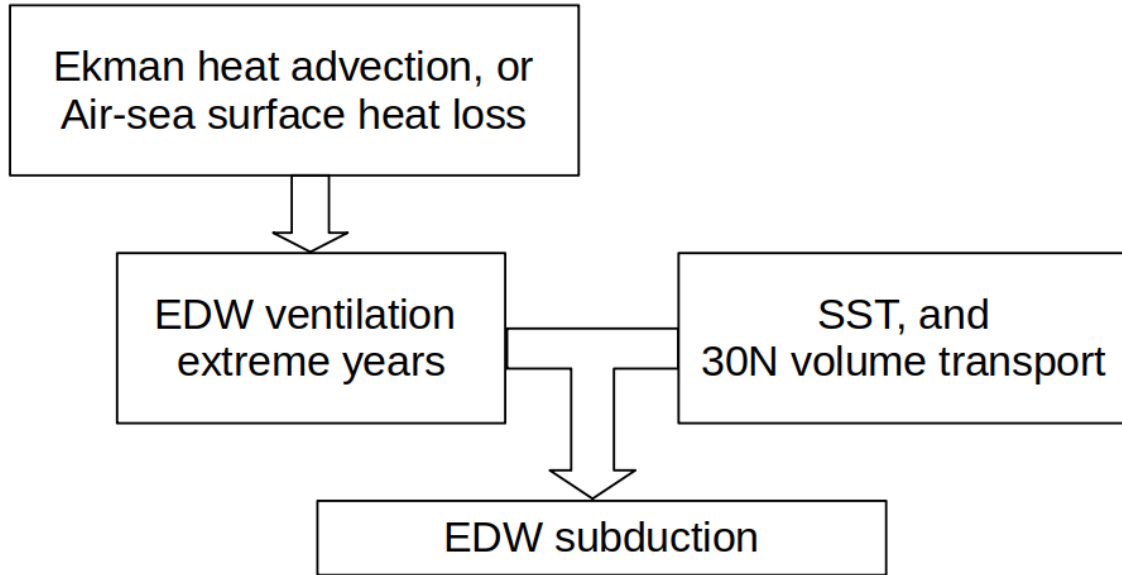 Ekman heat advection, or
Air-sea surface heat loss
EDW ventilation
extreme years
SST, and
30N volume transport
EDW subduction